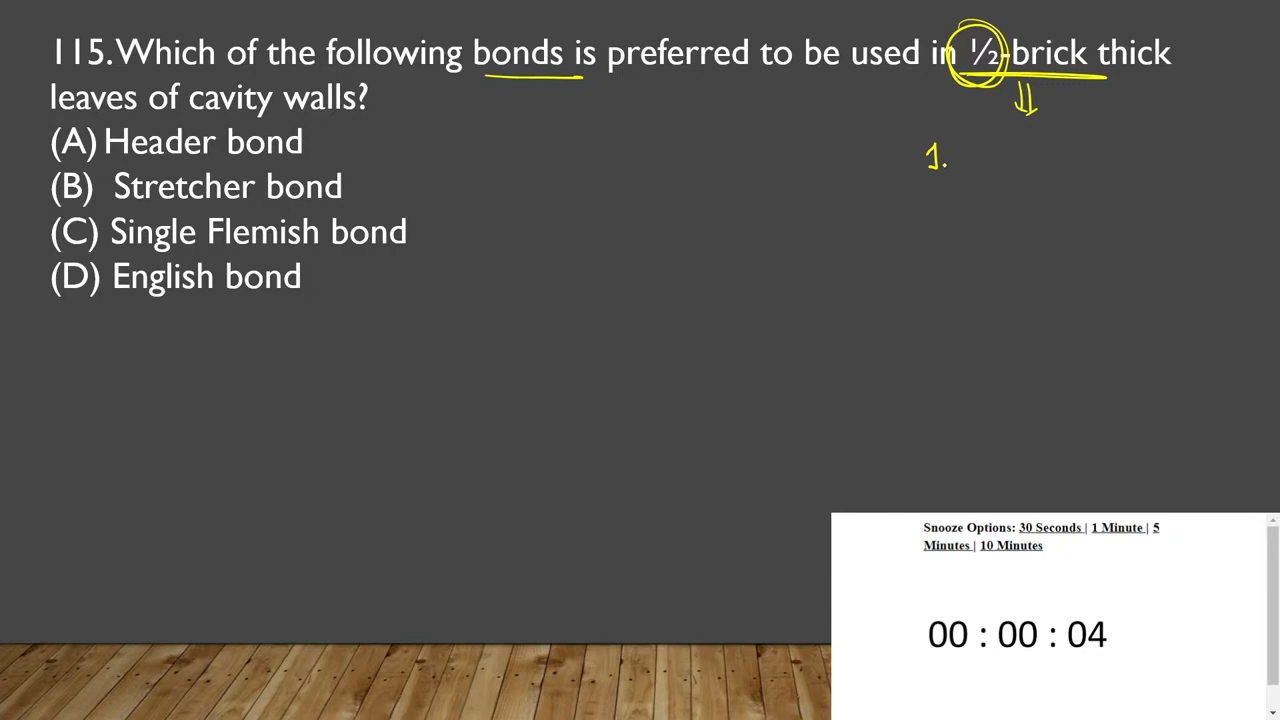 115. Which of the following bonds is preferred to be used in ½-brick thick
leaves of cavity walls?
(A) Header bond
(B) Stretcher bond
(C) Single Flemish bond
(D) English bond
1.
Snooze Options: 30 Seconds | 1 Minute | 5
Minutes | 10 Minutes
00 : 00 : 04